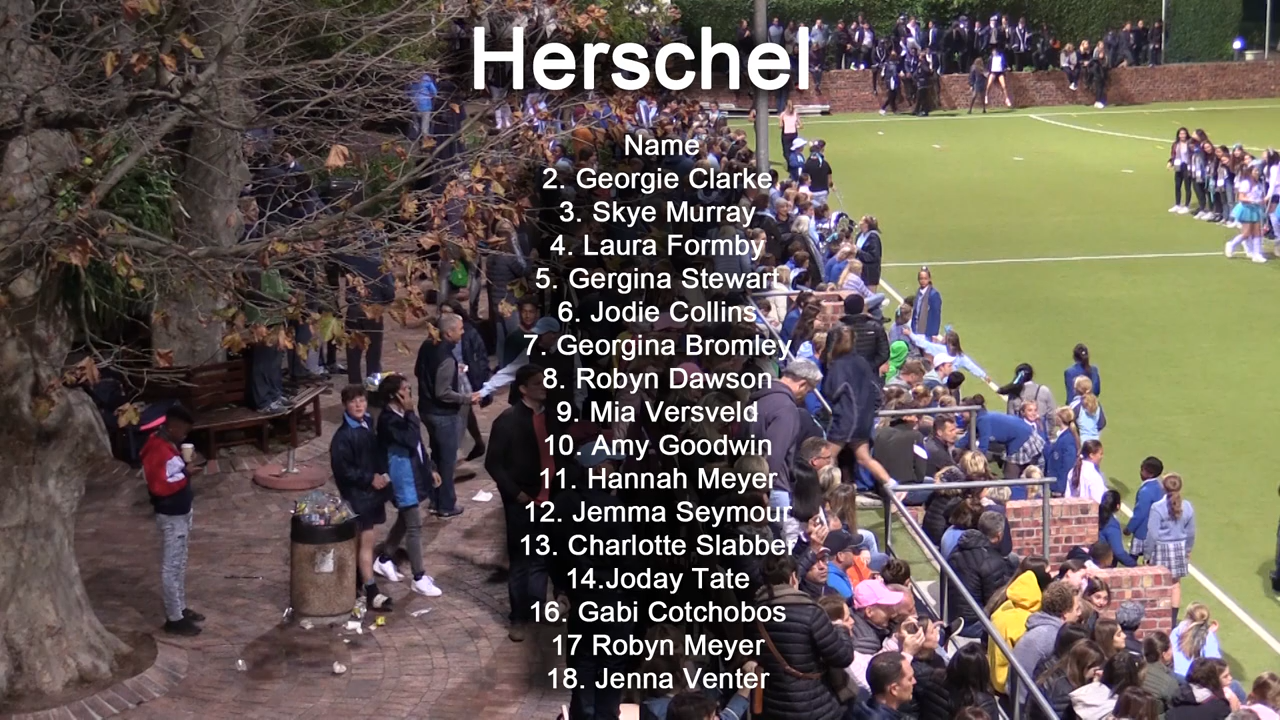 Herschel
Name
2. Georgie Clarke
3. Skye Murray
4. Laura Formby
5. Gergina Stewart
6. Jodie Collins
7. Georgina Bromley
8. Robyn Dawson
9. Mia Versveld
10. Amy Goodwin
11. Hannah Meyer
12. Jemma Seymour
13. Charlotte Slabber
14.Joday Tate
16. Gabi Cotchobos
17 Robyn Meyer
18. Jenna Venter